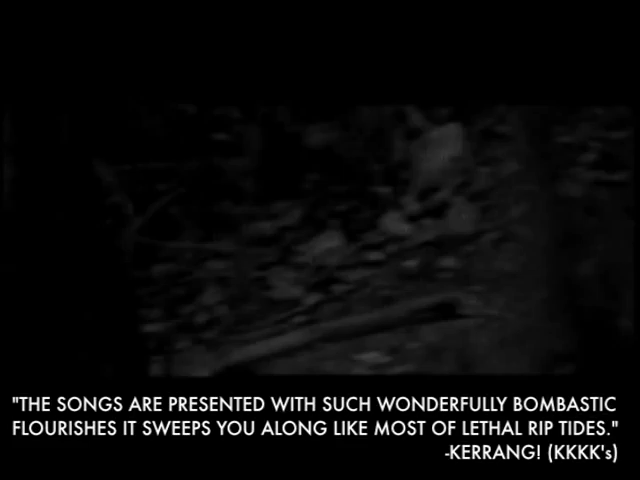 "THE SONGS ARE PRESENTED WITH SUCH WONDERFULLY BOMBASTIC
FLOURISHES IT SWEEPS YOU ALONG LIKE MOST OF LETHAL RIP TIDES."
-KERRANG! (KKKK's)